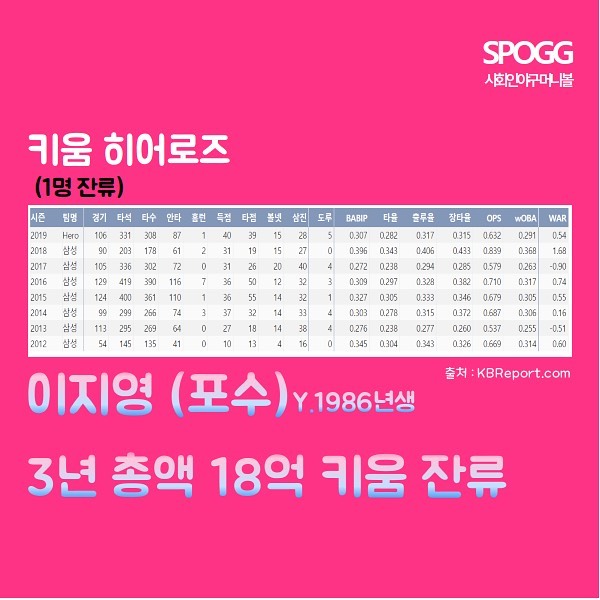 SPOGG
사회인야구 머니볼
키움 히어로즈
(1명 잔류)
시즌 팀명 경기 타석 타수 안타 홈런 득점 타점 볼넷 삼진 도루 BABIP 타율 출루율 장타율 OPS wOBA WAR
2019 Hero 106 331 308 87 1 40 39 15 28 5 0.307 0.282 0.317 0.315 0.632 0.291 0.54
2018 삼성 90 203 178 61 2 31 19 15 27 0 0.396 0.343 0.406 0.433 0.839 0.368 1.68
2017 삼성 105 336 302 72 0 31 26 20 40 4 0.272 0.238 0.294 0.285 0.579 0.263 -0.90
2016 삼성 129 419 390 116 7 36 50 12 32 3 0.309 0.297 0.328 0.382 0.710 0.317 0.74
2015 삼성 124 400 361 110 1 36 55 14 32 1 0.327 0.305 0.333 0.346 0.679 0.305 0.55
2014 삼성 99 299 266 74 3 37 32 14 33 4 0.303 0.278 0.315 0.372 0.687 0.306 0.16
2013 삼성 113 295 269 64 0 27 18 14 38 4 0.276 0.238 0.277 0.260 0.537 0.255 -0.51
2012 삼성 54 145 135 41 0 10 13 4 16 0 0.345 0.304 0.343 0.326 0.669 0.314 0.60
출처 : KBReport.com
이지영 (포수) Y.1986년생
3년 총액 18억 키움 잔류